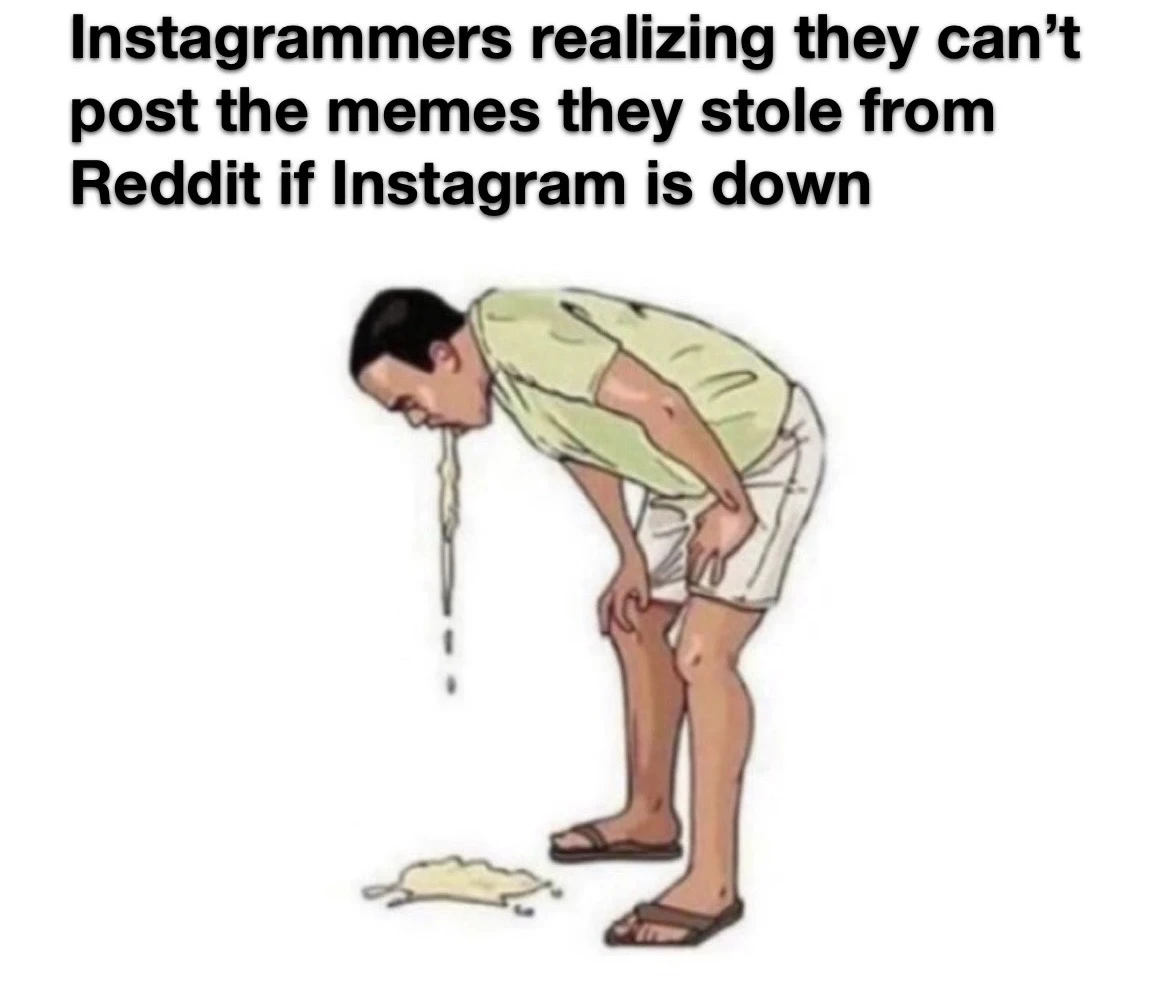 Instagrammers realizing they can’t
post the memes they stole from
Reddit if Instagram is down